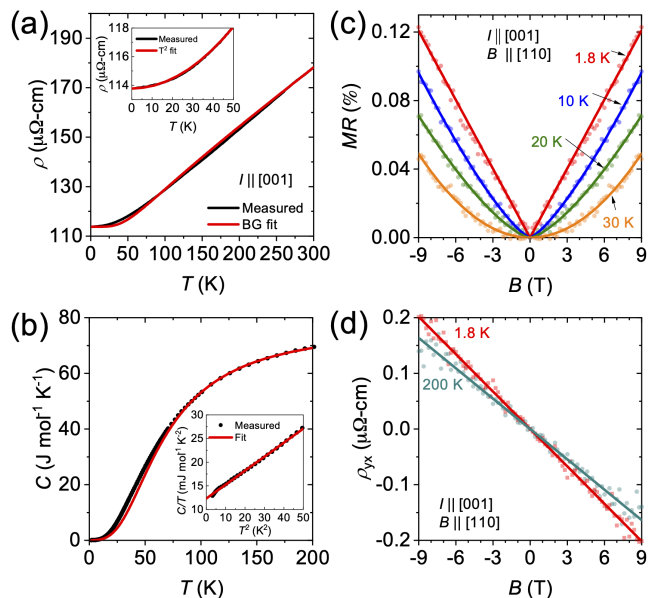 (a)
190
170
150
130
110
ρ (μΩ-cm)
0 50 100 150 200 250 300
T (K)
I || [001]
Measured
BG fit
118
116
114
ρ (μΩ-cm)
0 10 20 30 40 50
T (K)
Measured
T² fit
(c)
0.12
0.08
0.04
0.00
MR (%)
-9 -6 -3 0 3 6 9
B (T)
I || [001]
B || [110]
1.8 K
10 K
20 K
30 K
(b)
80
60
40
20
0
C (J mol⁻¹ K⁻¹)
0 50 100 150 200
T (K)
30
25
20
15
10
C/T (mJ mol⁻¹ K⁻²)
0 10 20 30 40 50
T² (K²)
Measured
Fit
(d)
0.2
0.1
0.0
-0.1
-0.2
ρyx (μΩ-cm)
-9 -6 -3 0 3 6 9
B (T)
1.8 K
200 K
I || [001]
B || [110]